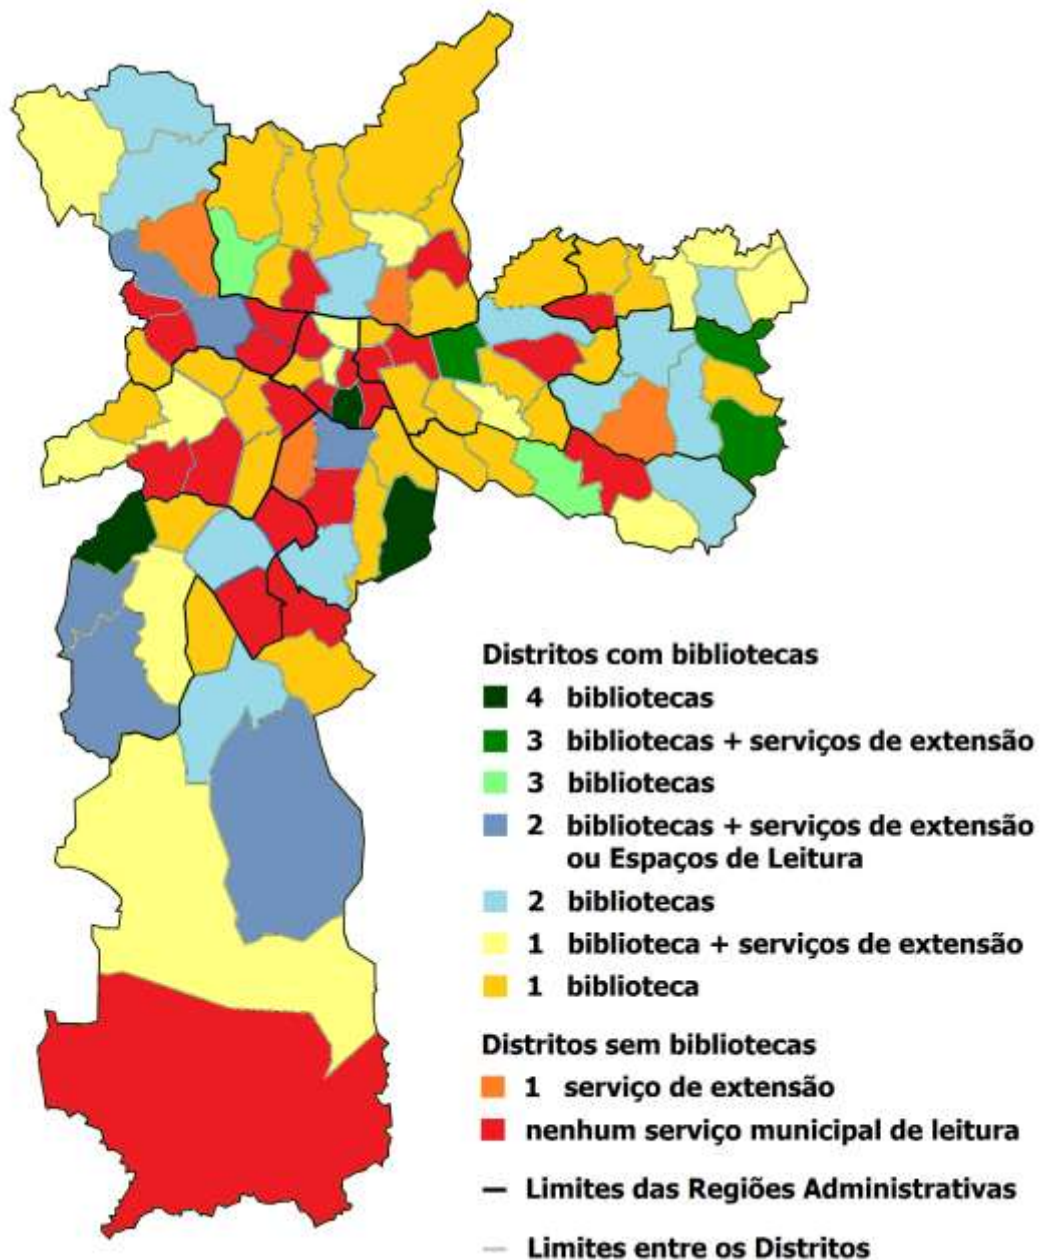 Distritos com bibliotecas
4 bibliotecas
3 bibliotecas + serviços de extensão
3 bibliotecas
2 bibliotecas + serviços de extensão
ou Espaços de Leitura
2 bibliotecas
1 biblioteca + serviços de extensão
1 biblioteca
Distritos sem bibliotecas
1 serviço de extensão
nenhum serviço municipal de leitura
Limites das Regiões Administrativas
Limites entre os Distritos